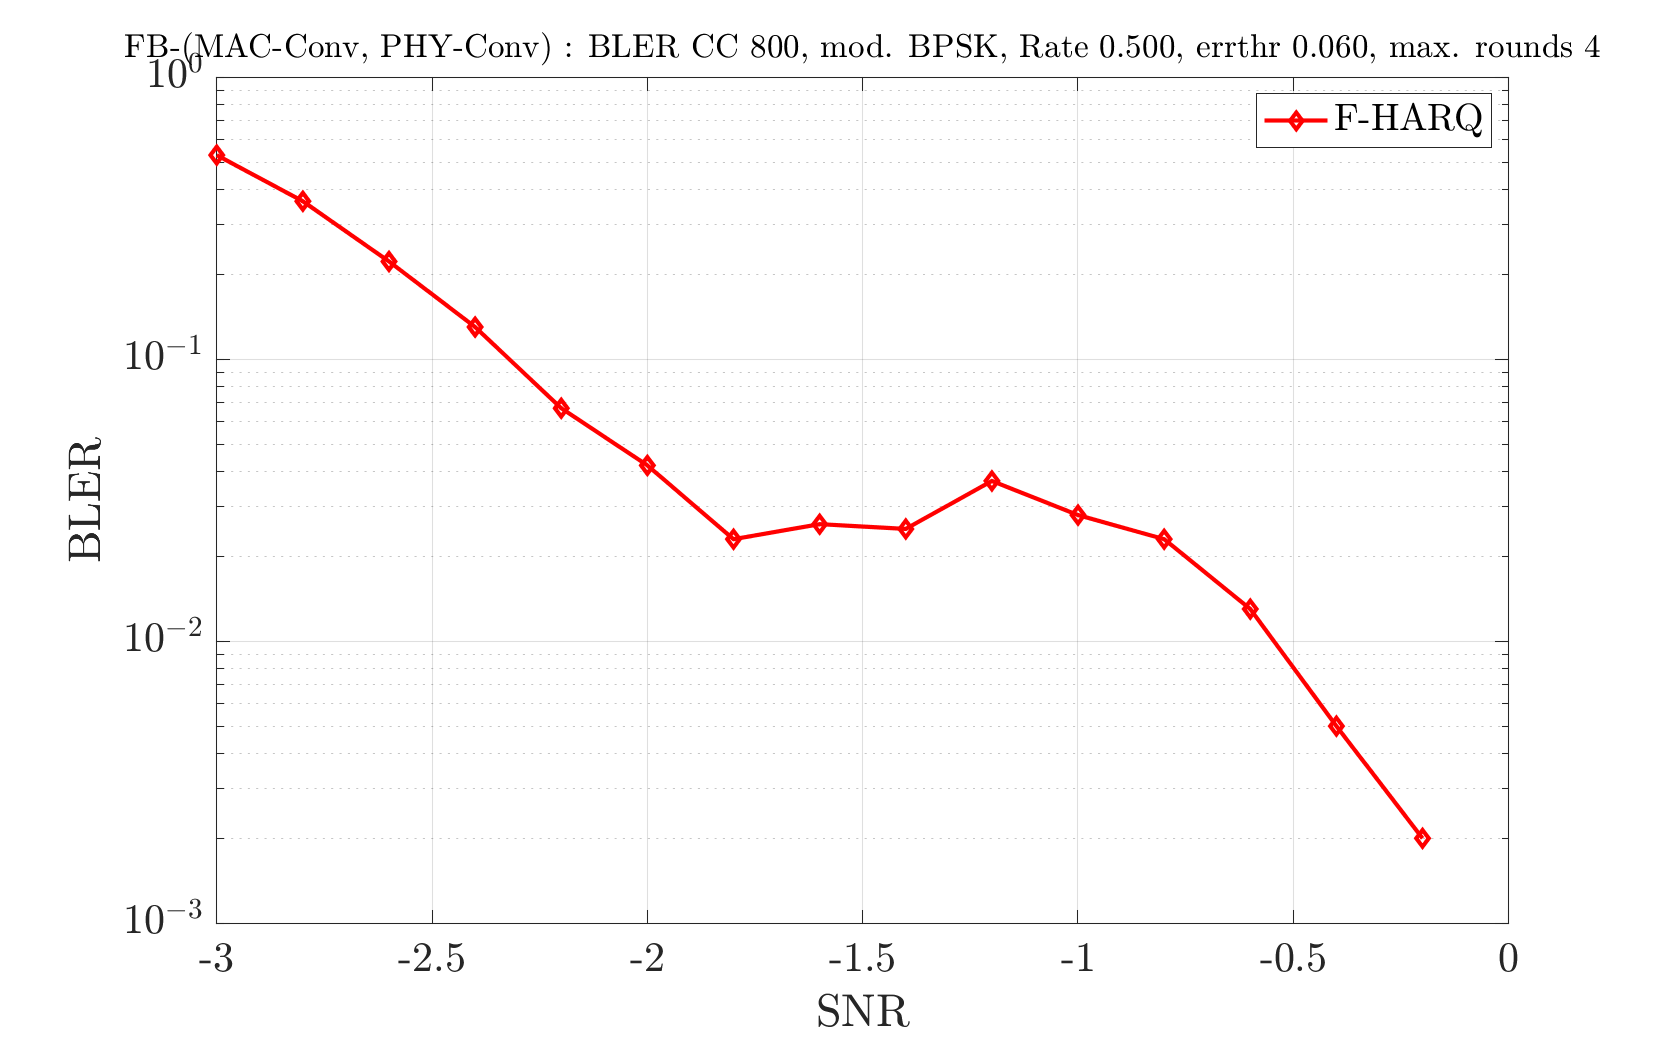 FB-(MAC-Conv, PHY-Conv) : BLER CC 800, mod. BPSK, Rate 0.500, errthr 0.060, max. rounds 4
10⁰
F-HARQ
10⁻¹
BLER
10⁻²
10⁻³
-3 -2.5 -2 -1.5 -1 -0.5 0
SNR